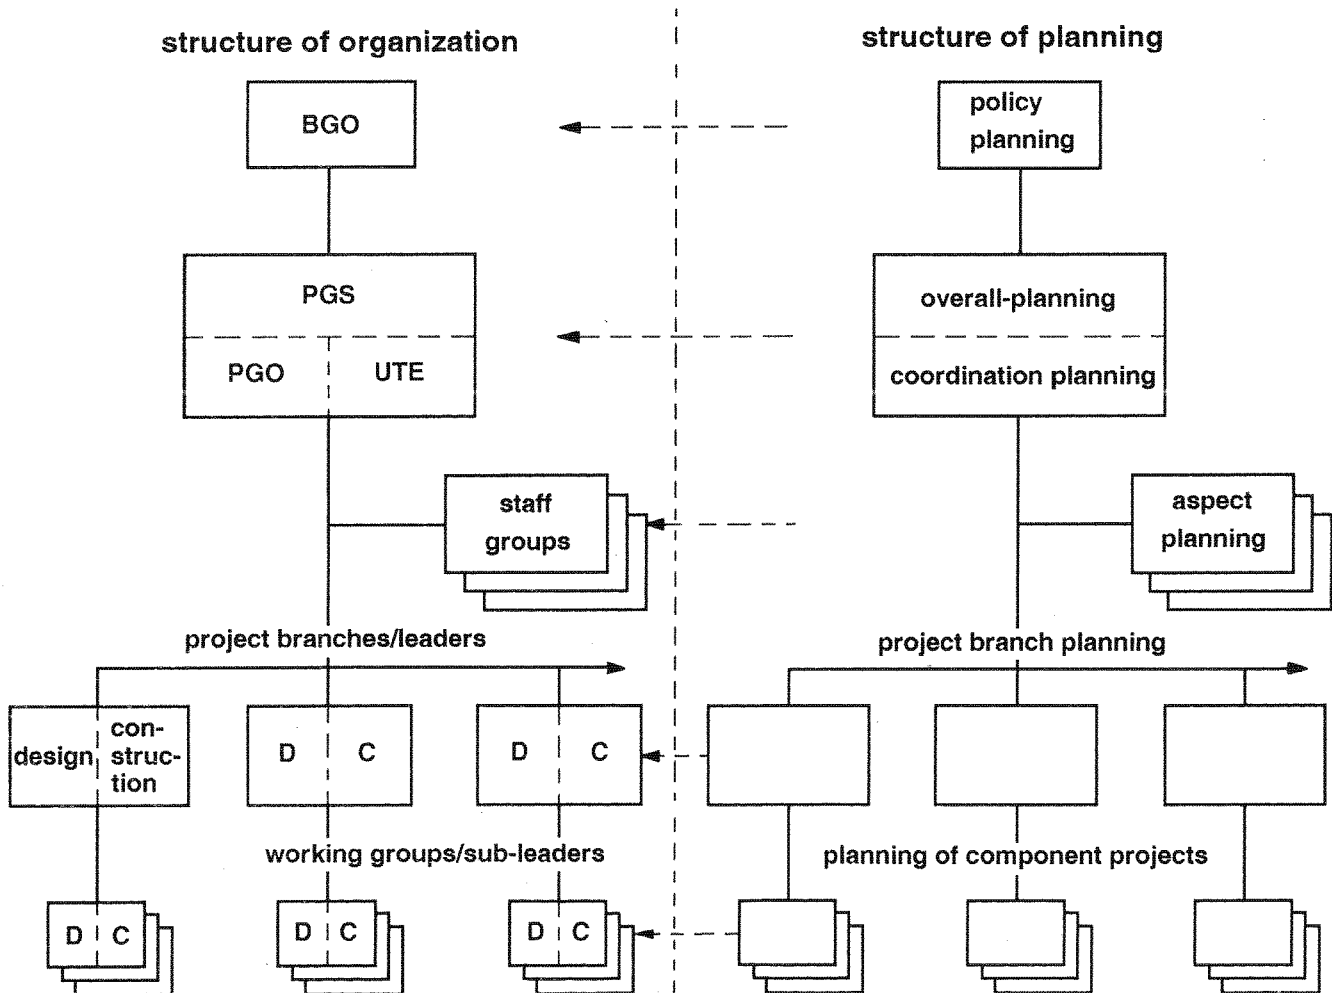 structure of organization
structure of planning
BGO
policy
planning
PGS
overall-planning
PGO
UTE
coordination planning
staff
groups
aspect
planning
project branches/leaders
project branch planning
design
con-
struc-
tion
D C
D C
working groups/sub-leaders
planning of component projects
D C
D C
D C